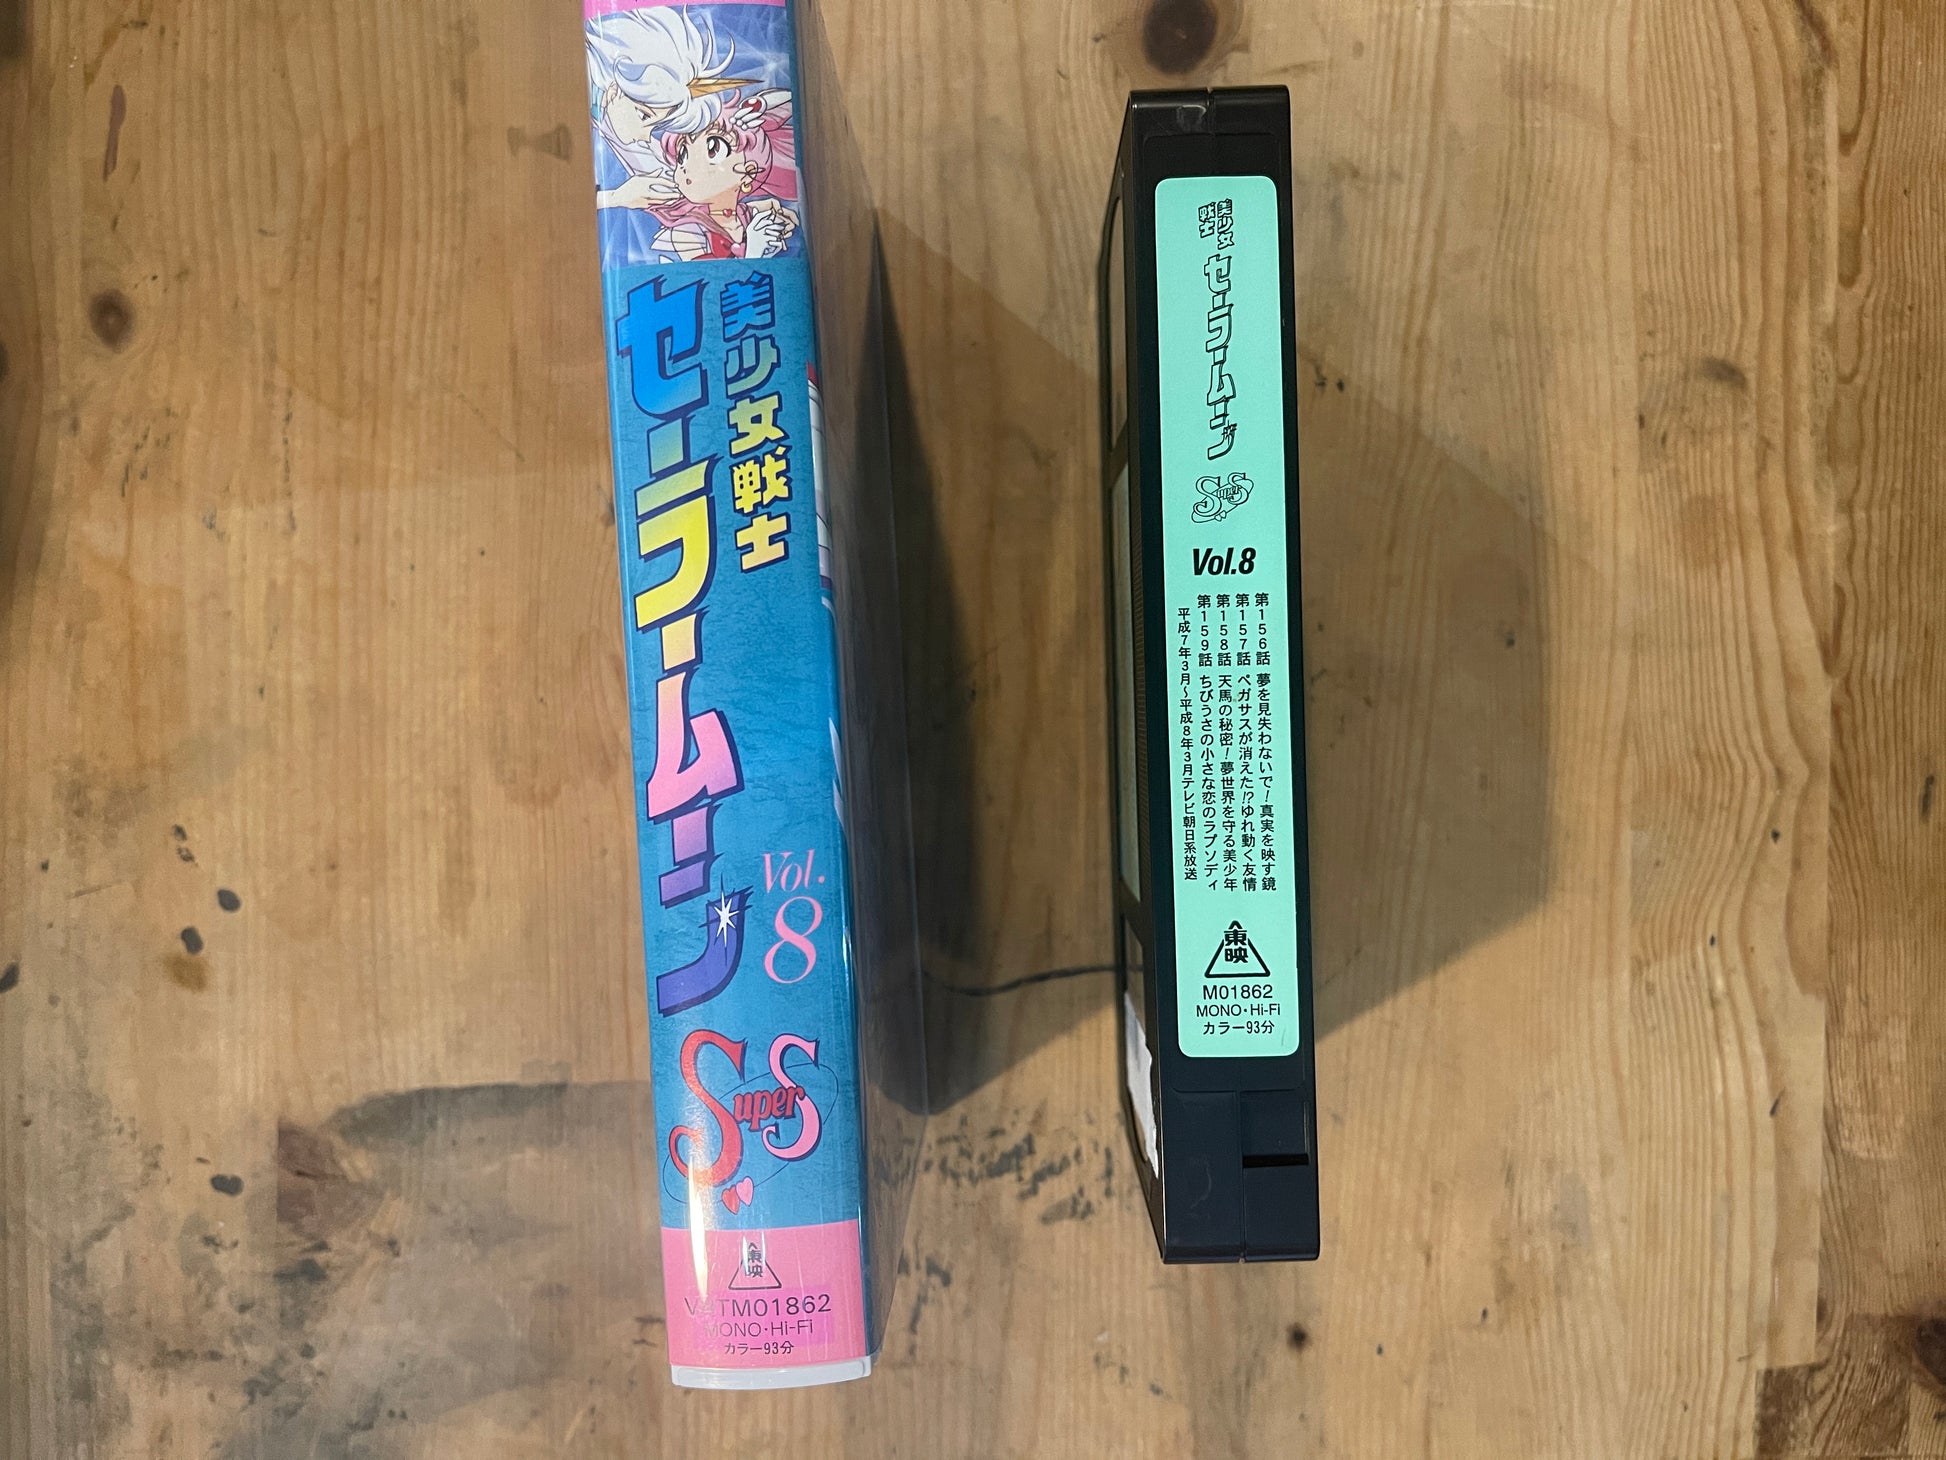 美少女戦士
セーラームーン
SuperS
Vol.
8
東映
VSTM01862
MONO・Hi-Fi
カラー93分
美少女
戦士
セーラームーン
SuperS
Vol.8
第156話 夢を見失わないで!真実を映す鏡
第157話 ペガサスが消えた!?ゆれ動く友情
第158話 天馬の秘密!夢世界を守る美少年
第159話 ちびうさの小さな恋のラプソディ
平成7年3月〜平成8年3月テレビ朝日系放送
東映
M01862
MONO・Hi-Fi
カラー93分